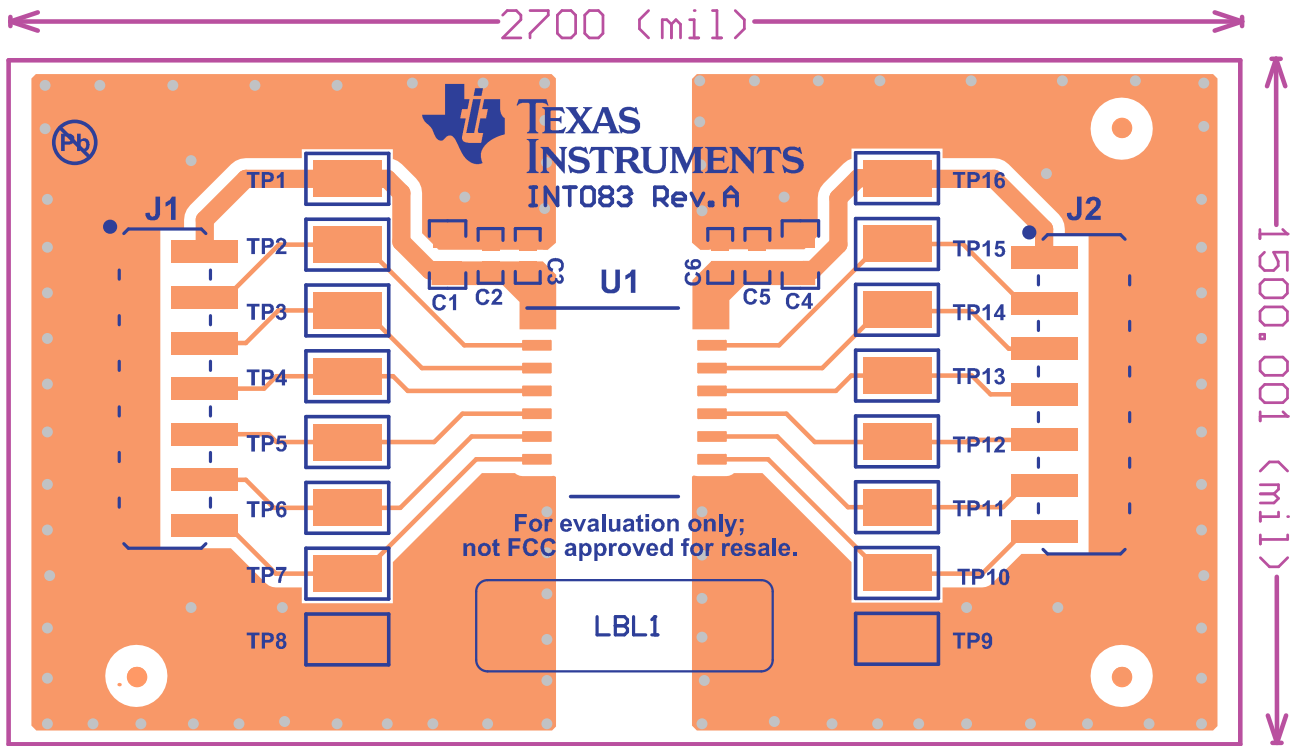 2700 (mil)
TEXAS
INSTRUMENTS
INT083 Rev.A
Pb
TP1
TP16
J1
J2
TP2
TP15
C3
C6
U1
C1
C2
C5
C4
TP3
TP14
TP4
TP13
TP5
TP12
TP6
TP11
For evaluation only;
not FCC approved for resale.
TP7
TP10
LBL1
TP8
TP9
1500.001 (mil)